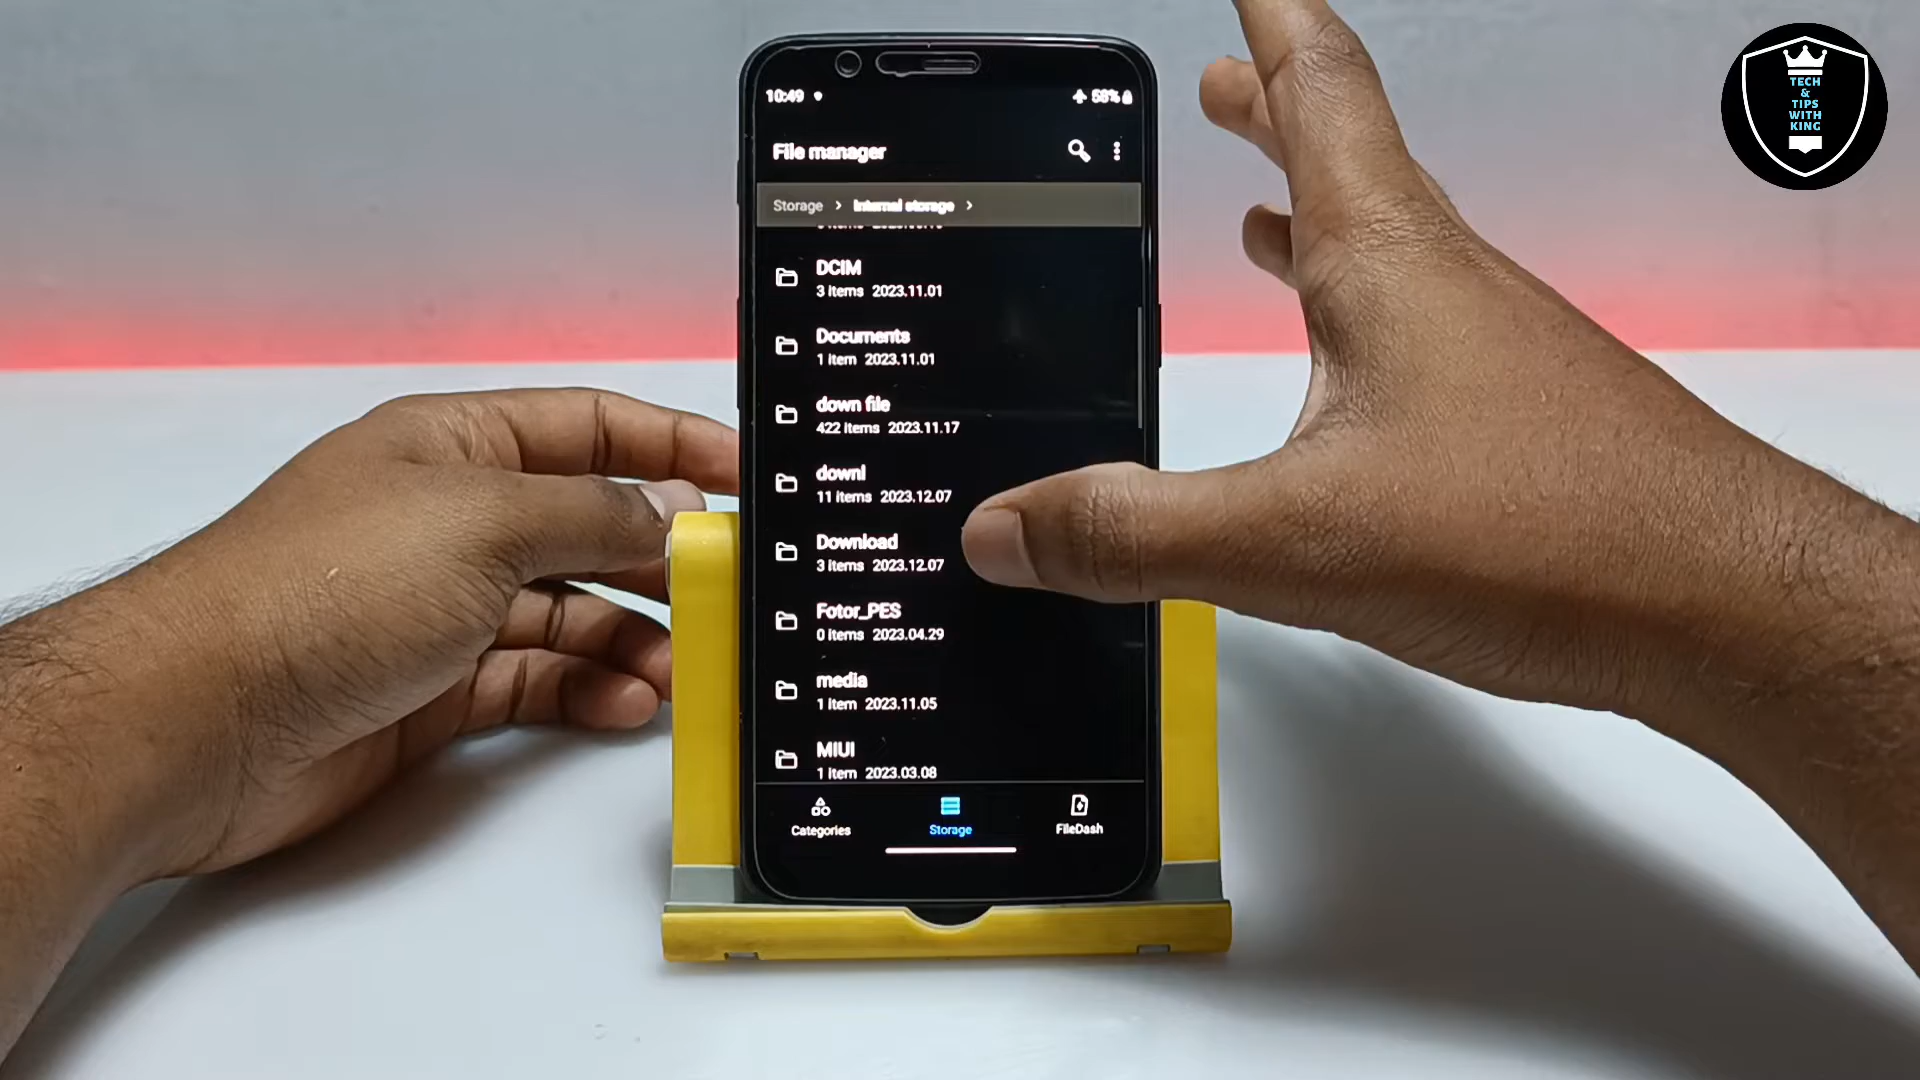 TECH
&
TIPS
WITH
KING
10:49
58%
File manager
Storage > Internal storage >
DCIM
3 items 2023.11.01
Documents
1 item 2023.11.01
down file
422 items 2023.11.17
downl
11 items 2023.12.07
Download
3 items 2023.12.07
Fotor_PES
0 items 2023.04.29
media
1 item 2023.11.05
MIUI
1 item 2023.03.08
Categories
Storage
FileDash